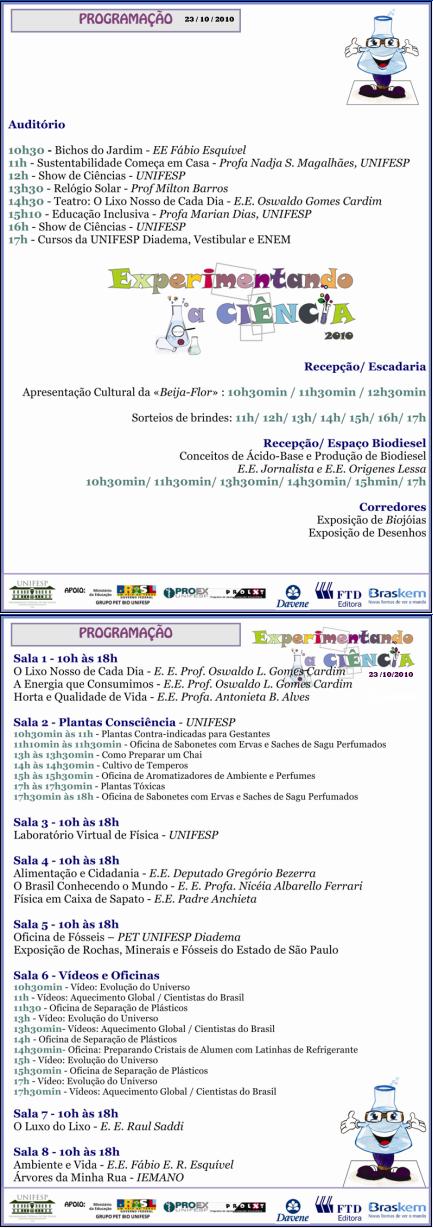 PROGRAMAÇÃO 23 / 10 / 2010
Auditório
10h30 - Bichos do Jardim - EE Fábio Esquível
11h - Sustentabilidade Começa em Casa - Profa Nadja S. Magalhães, UNIFESP
12h - Show de Ciências - UNIFESP
13h30 - Relógio Solar - Prof Milton Barros
14h30 - Teatro: O Lixo Nosso de Cada Dia - E.E. Oswaldo Gomes Cardim
15h10 - Educação Inclusiva - Profa Marian Dias, UNIFESP
16h - Show de Ciências - UNIFESP
17h - Cursos da UNIFESP Diadema, Vestibular e ENEM
Experimentando
a CIÊNCIA
2010
Recepção/ Escadaria
Apresentação Cultural da «Beija-Flor» : 10h30min / 11h30min / 12h30min
Sorteios de brindes: 11h/ 12h/ 13h/ 14h/ 15h/ 16h/ 17h
Recepção/ Espaço Biodiesel
Conceitos de Ácido-Base e Produção de Biodiesel
E.E. Jornalista e E.E. Origenes Lessa
10h30min/ 11h30min/ 13h30min/ 14h30min/ 15hmin/ 17h
Corredores
Exposição de Biojóias
Exposição de Desenhos
UNIFESP APOIO: Ministério da Educação BRASIL GOVERNO FEDERAL PROEX UNIFESP PROEXT Davene FTD Editora Braskem
GRUPO PET BIO UNIFESP
PROGRAMAÇÃO
Experimentando
a CIÊNCIA
23 /10/2010
Sala 1 - 10h às 18h
O Lixo Nosso de Cada Dia - E. E. Prof. Oswaldo L. Gomes Cardim
A Energia que Consumimos - E.E. Prof. Oswaldo L. Gomes Cardim
Horta e Qualidade de Vida - E.E. Profa. Antonieta B. Alves
Sala 2 - Plantas Consciência - UNIFESP
10h30min às 11h - Plantas Contra-indicadas para Gestantes
11h10min às 11h30min - Oficina de Sabonetes com Ervas e Saches de Sagu Perfumados
13h às 13h30min - Como Preparar um Chai
14h às 14h30min - Cultivo de Temperos
15h às 15h30min - Oficina de Aromatizadores de Ambiente e Perfumes
17h às 17h30min - Plantas Tóxicas
17h30min às 18h - Oficina de Sabonetes com Ervas e Saches de Sagu Perfumados
Sala 3 - 10h às 18h
Laboratório Virtual de Física - UNIFESP
Sala 4 - 10h às 18h
Alimentação e Cidadania - E.E. Deputado Gregório Bezerra
O Brasil Conhecendo o Mundo - E. E. Profa. Nicéia Albarello Ferrari
Física em Caixa de Sapato - E.E. Padre Anchieta
Sala 5 - 10h às 18h
Oficina de Fósseis – PET UNIFESP Diadema
Exposição de Rochas, Minerais e Fósseis do Estado de São Paulo
Sala 6 - Vídeos e Oficinas
10h30min - Vídeo: Evolução do Universo
11h - Vídeos: Aquecimento Global / Cientistas do Brasil
11h30 - Oficina de Separação de Plásticos
13h - Vídeo: Evolução do Universo
13h30min- Vídeos: Aquecimento Global / Cientistas do Brasil
14h - Oficina de Separação de Plásticos
14h30min- Oficina: Preparando Cristais de Alumen com Latinhas de Refrigerante
15h - Vídeo: Evolução do Universo
15h30min - Oficina de Separação de Plásticos
17h - Vídeo: Evolução do Universo
17h30min - Vídeos: Aquecimento Global / Cientistas do Brasil
Sala 7 - 10h às 18h
O Luxo do Lixo - E. E. Raul Saddi
Sala 8 - 10h às 18h
Ambiente e Vida - E.E. Fábio E. R. Esquível
Árvores da Minha Rua - IEMANO
UNIFESP APOIO: Ministério da Educação BRASIL GOVERNO FEDERAL PROEX UNIFESP PROEXT Davene FTD Editora Braskem
GRUPO PET BIO UNIFESP